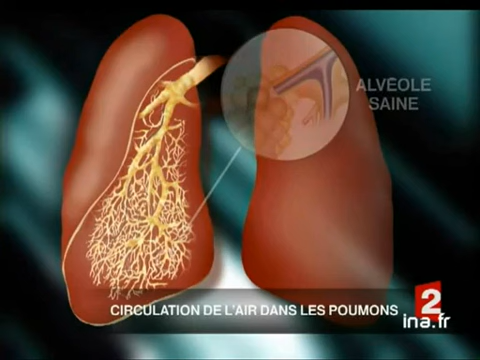 ALVÉOLE
SAINE
CIRCULATION DE L'AIR DANS LES POUMONS
2
ina.fr